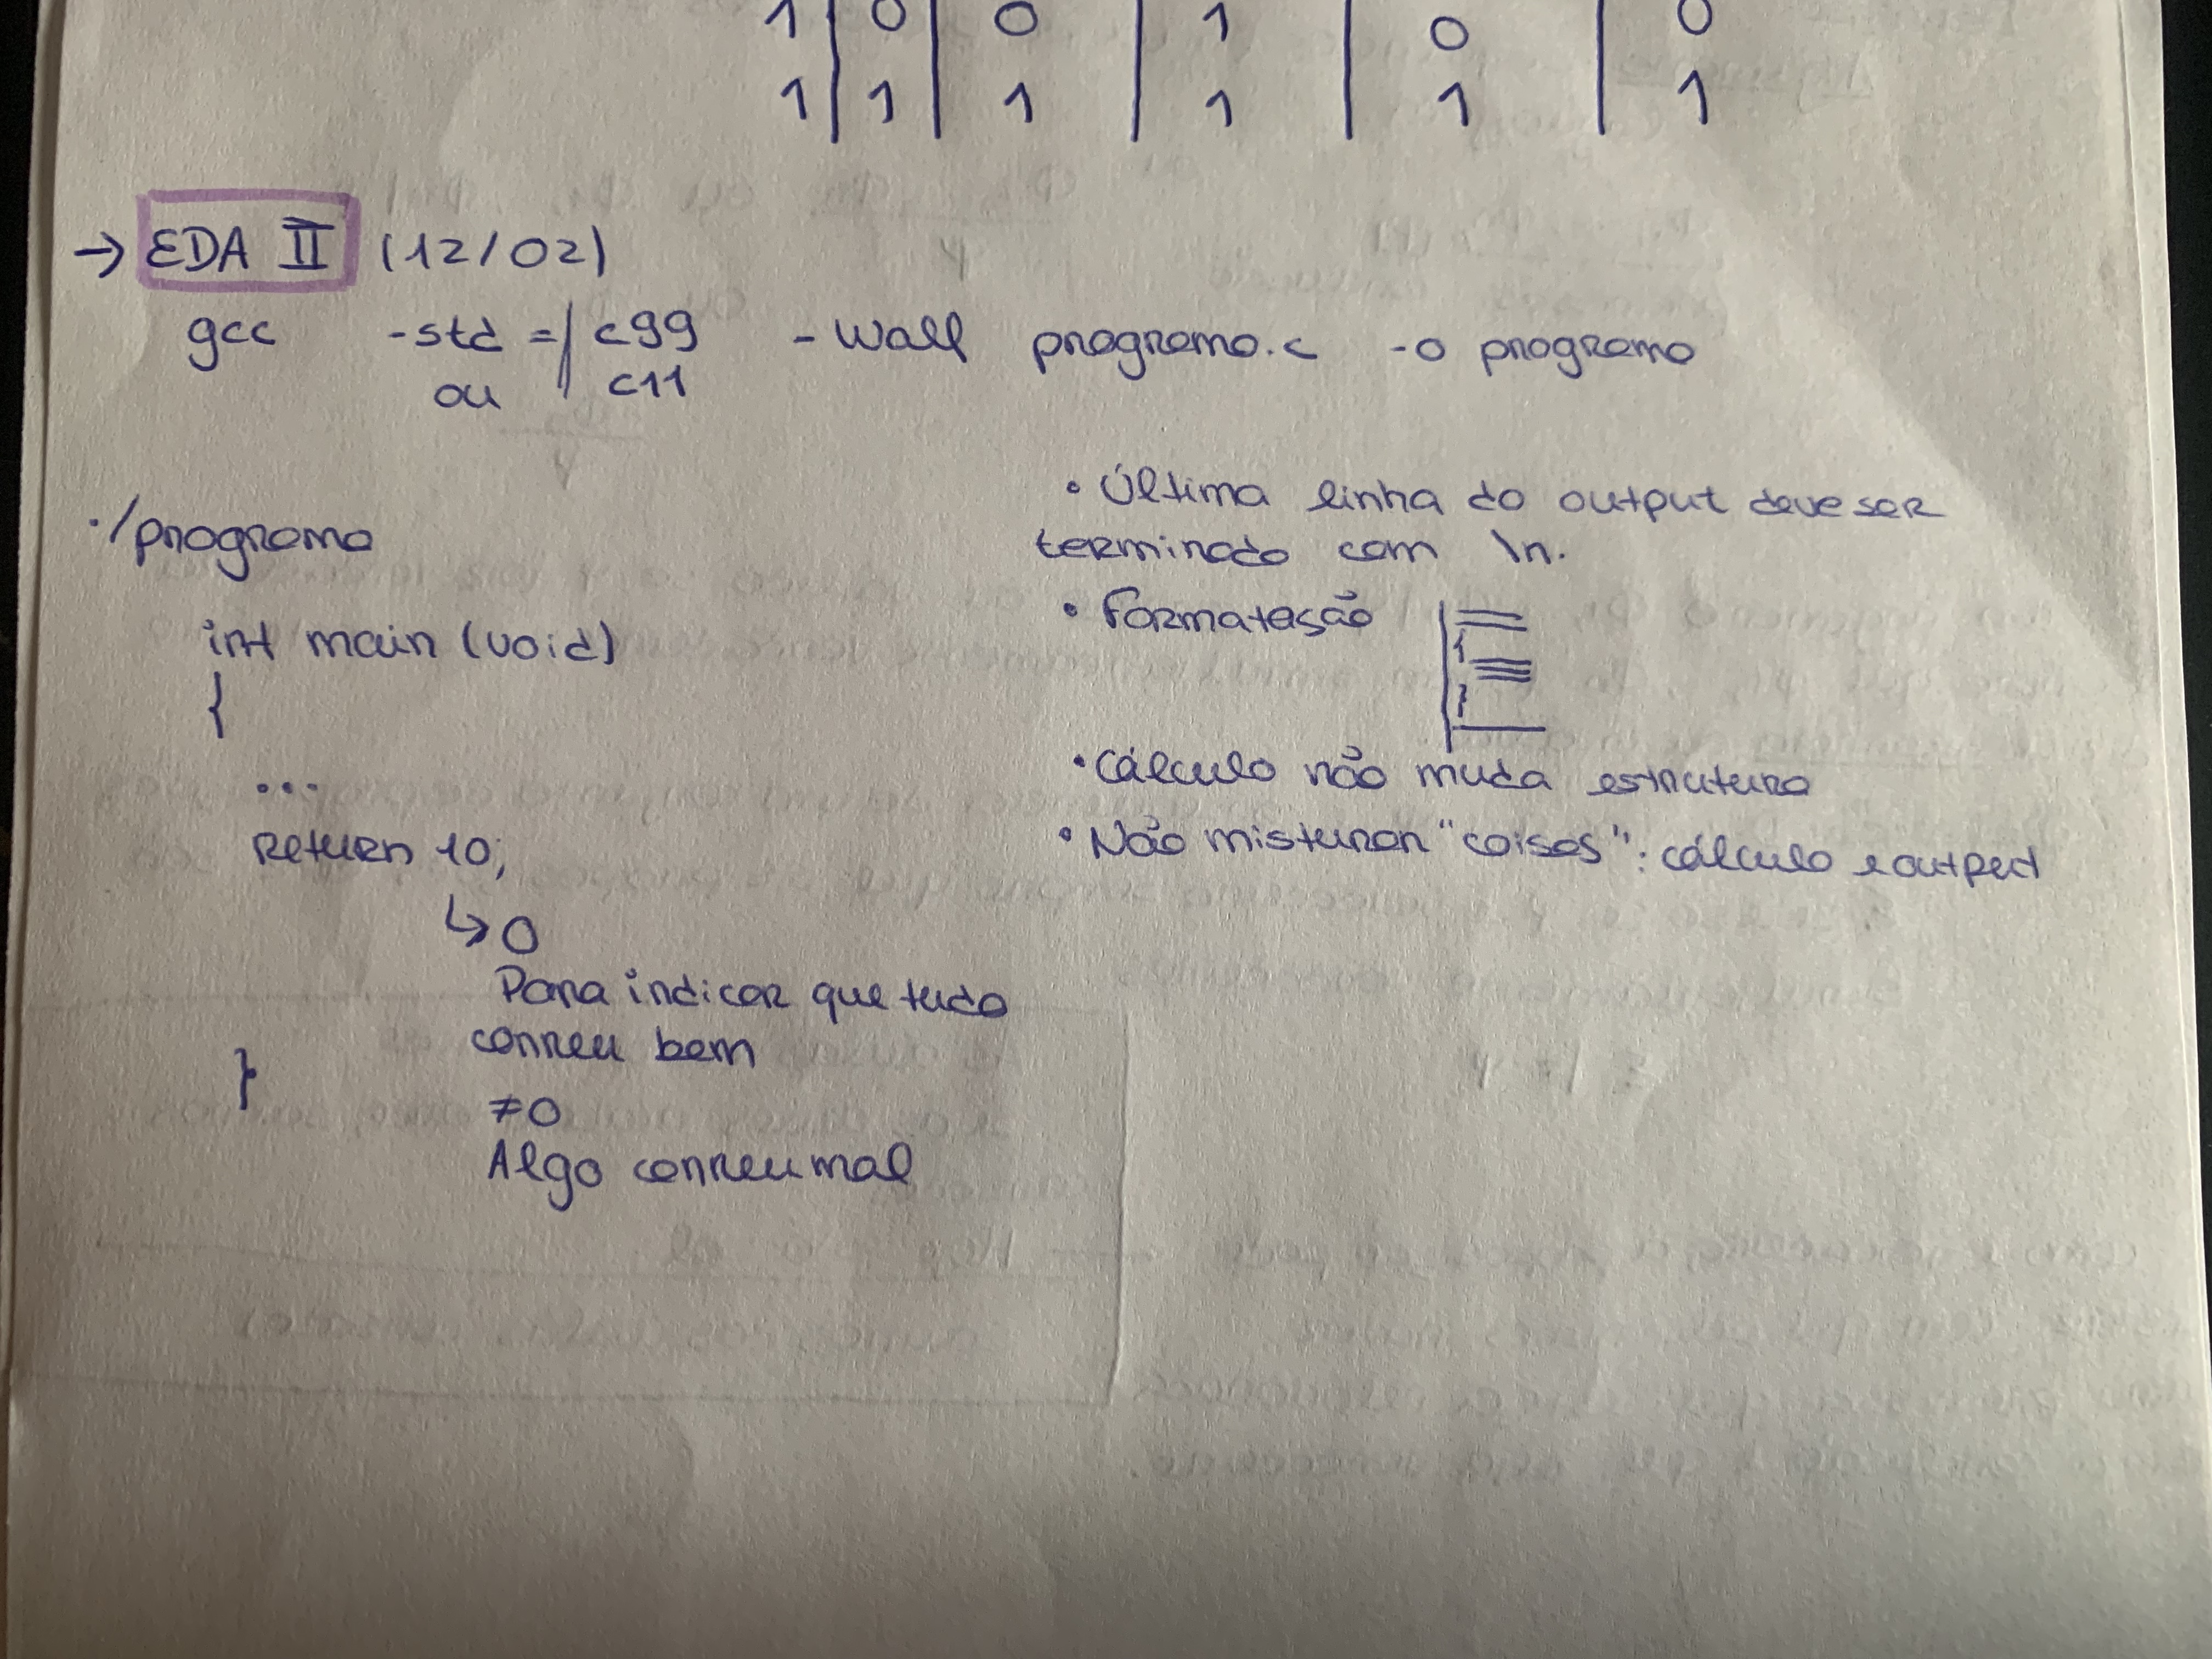 1 | 0 | 0 | 1 | 0 | 0
1 | 1 | 1 | 1 | 1 | 1
→ EDA II (12/02)
gcc -std =| c99 -Wall programa.c -o programa
ou | c11
./programa
int main (void)
{
...
return 10;
↳ 0
Para indicar que tudo
correu bem
}
≠0
Algo correu mal
• Última linha do output deve ser
terminado com \n.
• Formatação
{
}
• Cálculo não muda estrutura
• Não misturar "coisas": cálculo e output